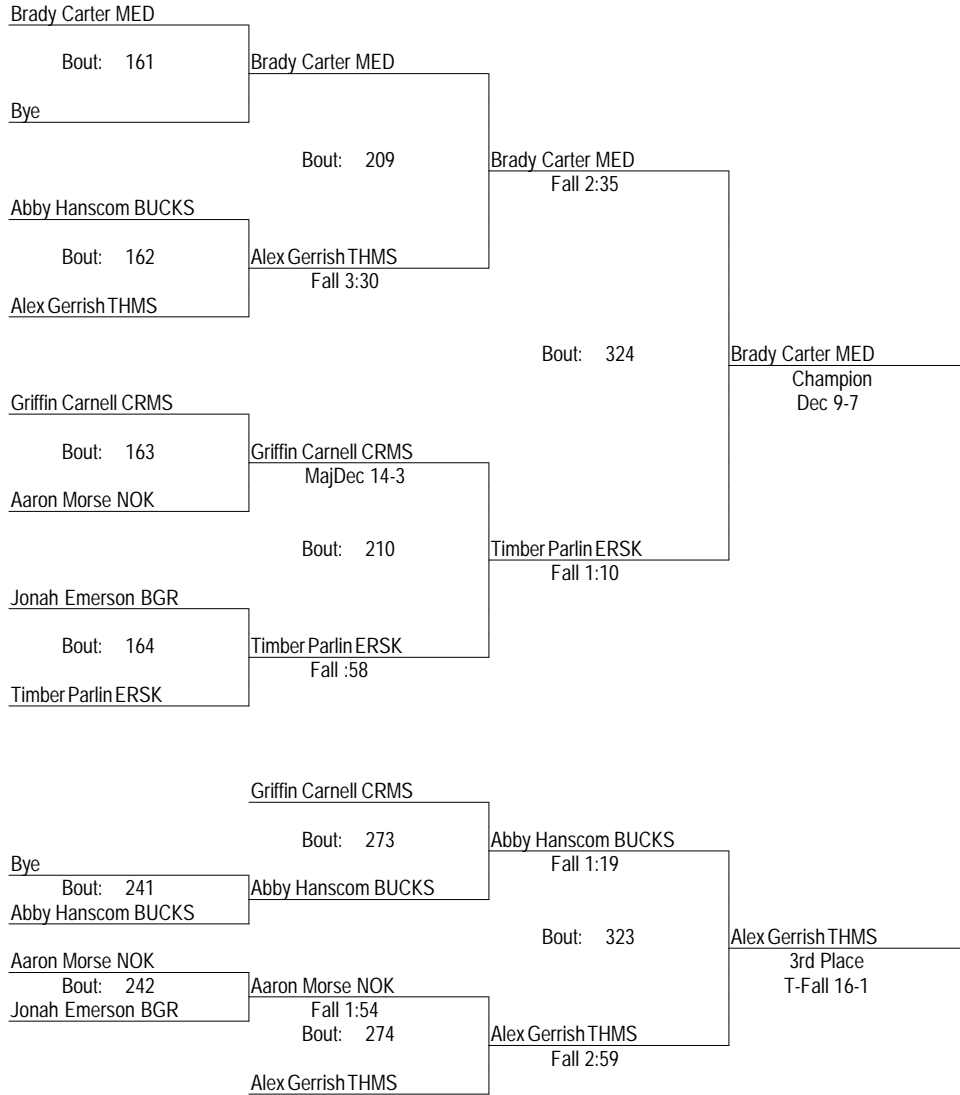 Brady Carter MED
Bout: 161
Brady Carter MED
Bye
Bout: 209
Brady Carter MED
Fall 2:35
Abby Hanscom BUCKS
Bout: 162
Alex Gerrish THMS
Fall 3:30
Alex Gerrish THMS
Bout: 324
Brady Carter MED
Champion
Dec 9-7
Griffin Carnell CRMS
Bout: 163
Griffin Carnell CRMS
MajDec 14-3
Aaron Morse NOK
Bout: 210
Timber Parlin ERSK
Fall 1:10
Jonah Emerson BGR
Bout: 164
Timber Parlin ERSK
Fall :58
Timber Parlin ERSK
Griffin Carnell CRMS
Bout: 273
Abby Hanscom BUCKS
Fall 1:19
Bye
Bout: 241
Abby Hanscom BUCKS
Abby Hanscom BUCKS
Bout: 323
Alex Gerrish THMS
3rd Place
T-Fall 16-1
Aaron Morse NOK
Bout: 242
Aaron Morse NOK
Jonah Emerson BGR
Fall 1:54
Bout: 274
Alex Gerrish THMS
Fall 2:59
Alex Gerrish THMS